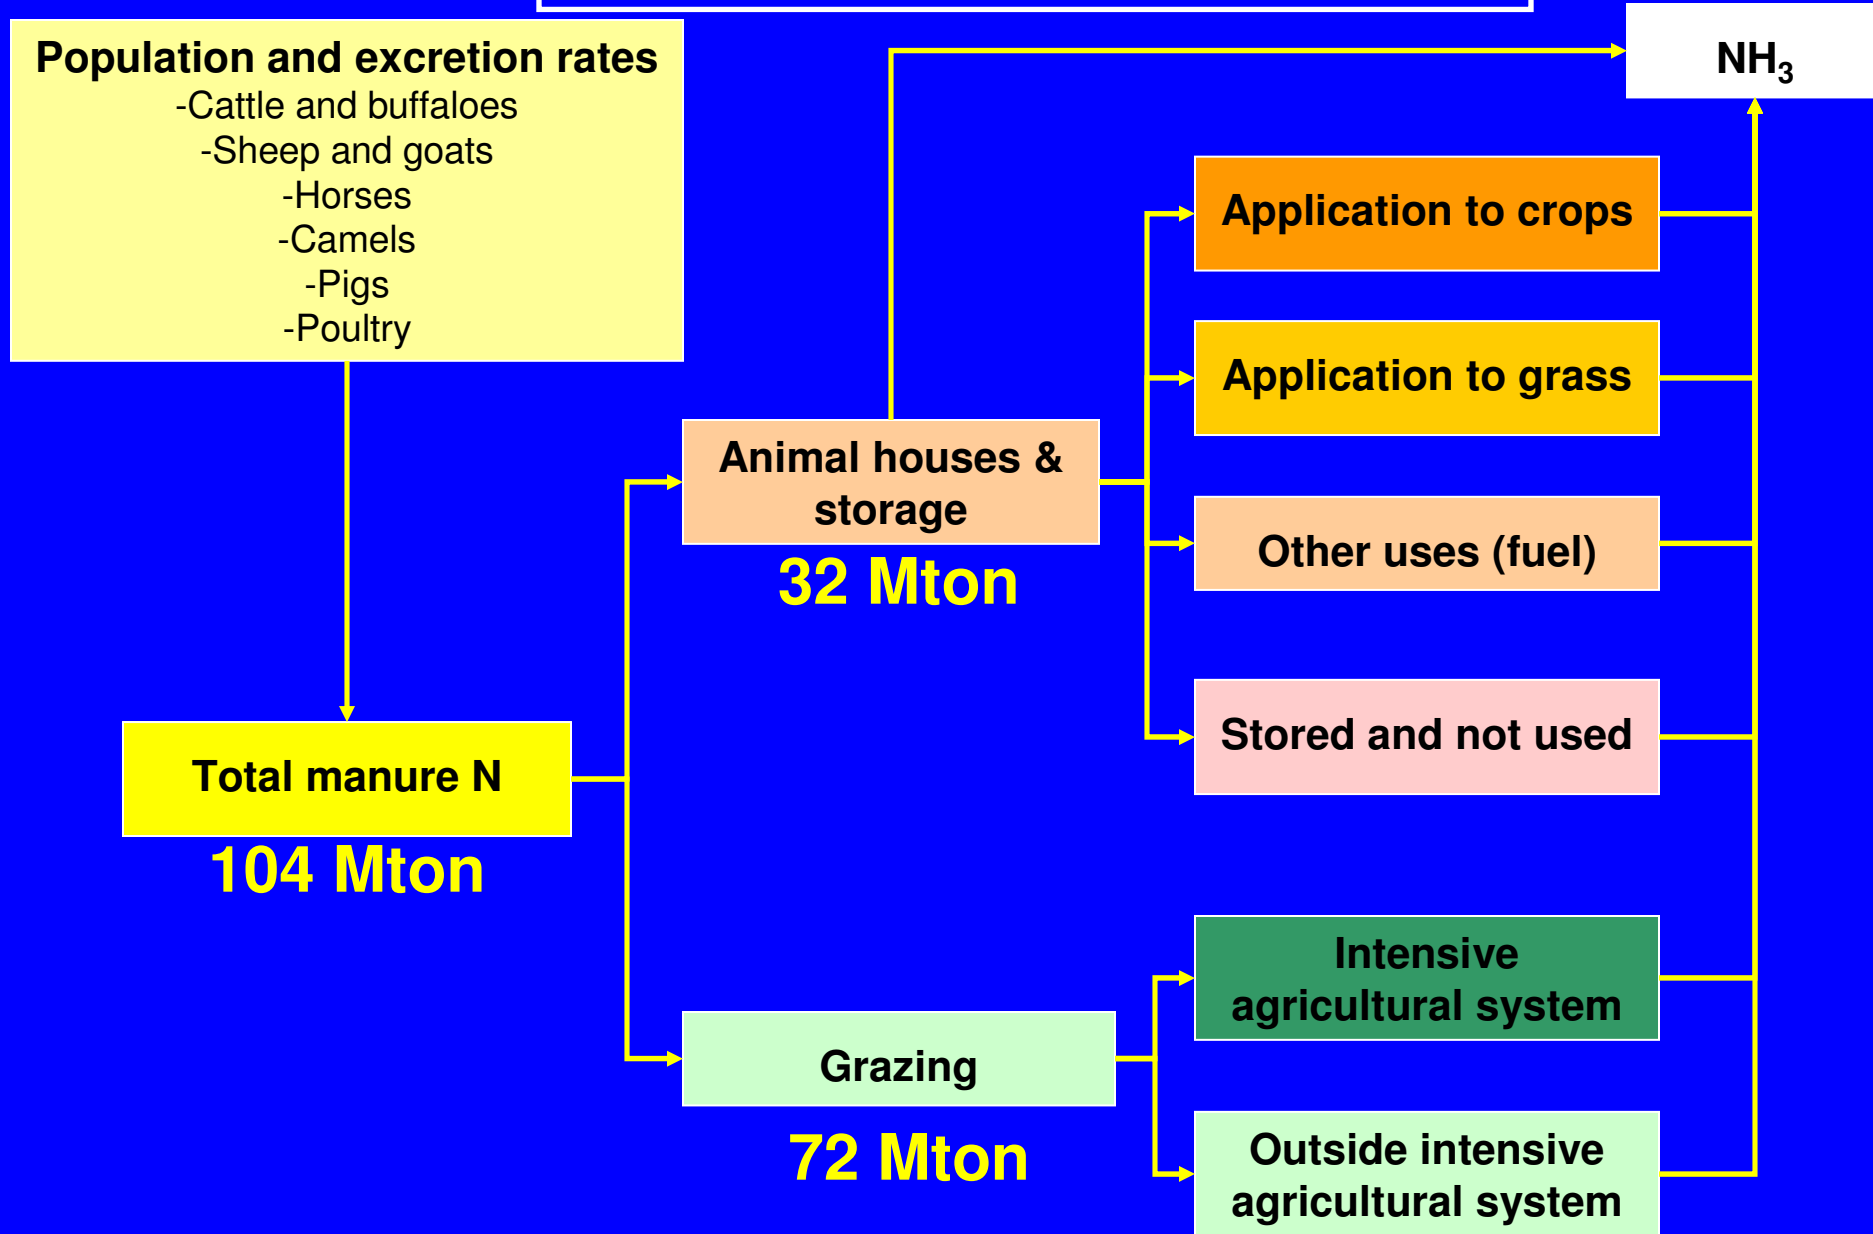 Population and excretion rates
-Cattle and buffaloes
-Sheep and goats
-Horses
-Camels
-Pigs
-Poultry
NH₃
Application to crops
Application to grass
Animal houses &
storage
32 Mton
Other uses (fuel)
Stored and not used
Total manure N
104 Mton
Intensive
agricultural system
Grazing
72 Mton
Outside intensive
agricultural system